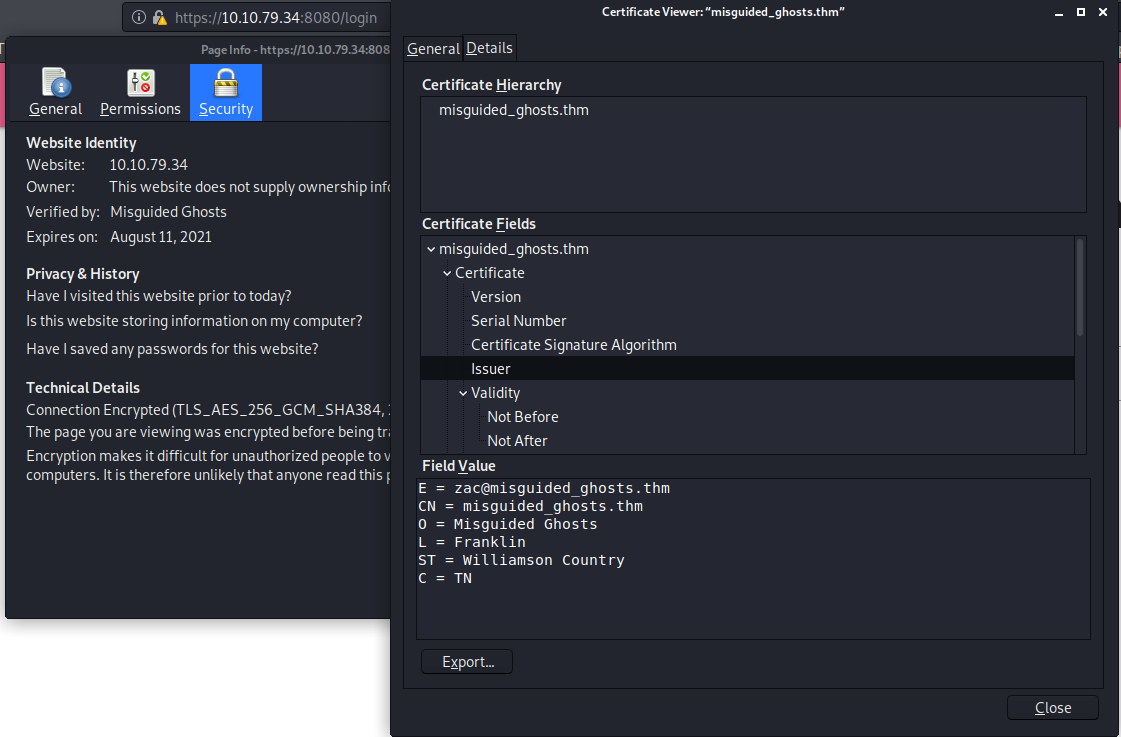 https://10.10.79.34:8080/login
Page Info - https://10.10.79.34:808
General
Permissions
Security
Website Identity
Website: 10.10.79.34
Owner: This website does not supply ownership info
Verified by: Misguided Ghosts
Expires on: August 11, 2021
Privacy & History
Have I visited this website prior to today?
Is this website storing information on my computer?
Have I saved any passwords for this website?
Technical Details
Connection Encrypted (TLS_AES_256_GCM_SHA384,
The page you are viewing was encrypted before being tra
Encryption makes it difficult for unauthorized people to v
computers. It is therefore unlikely that anyone read this p
Certificate Viewer: “misguided_ghosts.thm”
General
Details
Certificate Hierarchy
misguided_ghosts.thm
Certificate Fields
misguided_ghosts.thm
Certificate
Version
Serial Number
Certificate Signature Algorithm
Issuer
Validity
Not Before
Not After
Field Value
E = zac@misguided_ghosts.thm
CN = misguided_ghosts.thm
O = Misguided Ghosts
L = Franklin
ST = Williamson Country
C = TN
Export...
Close